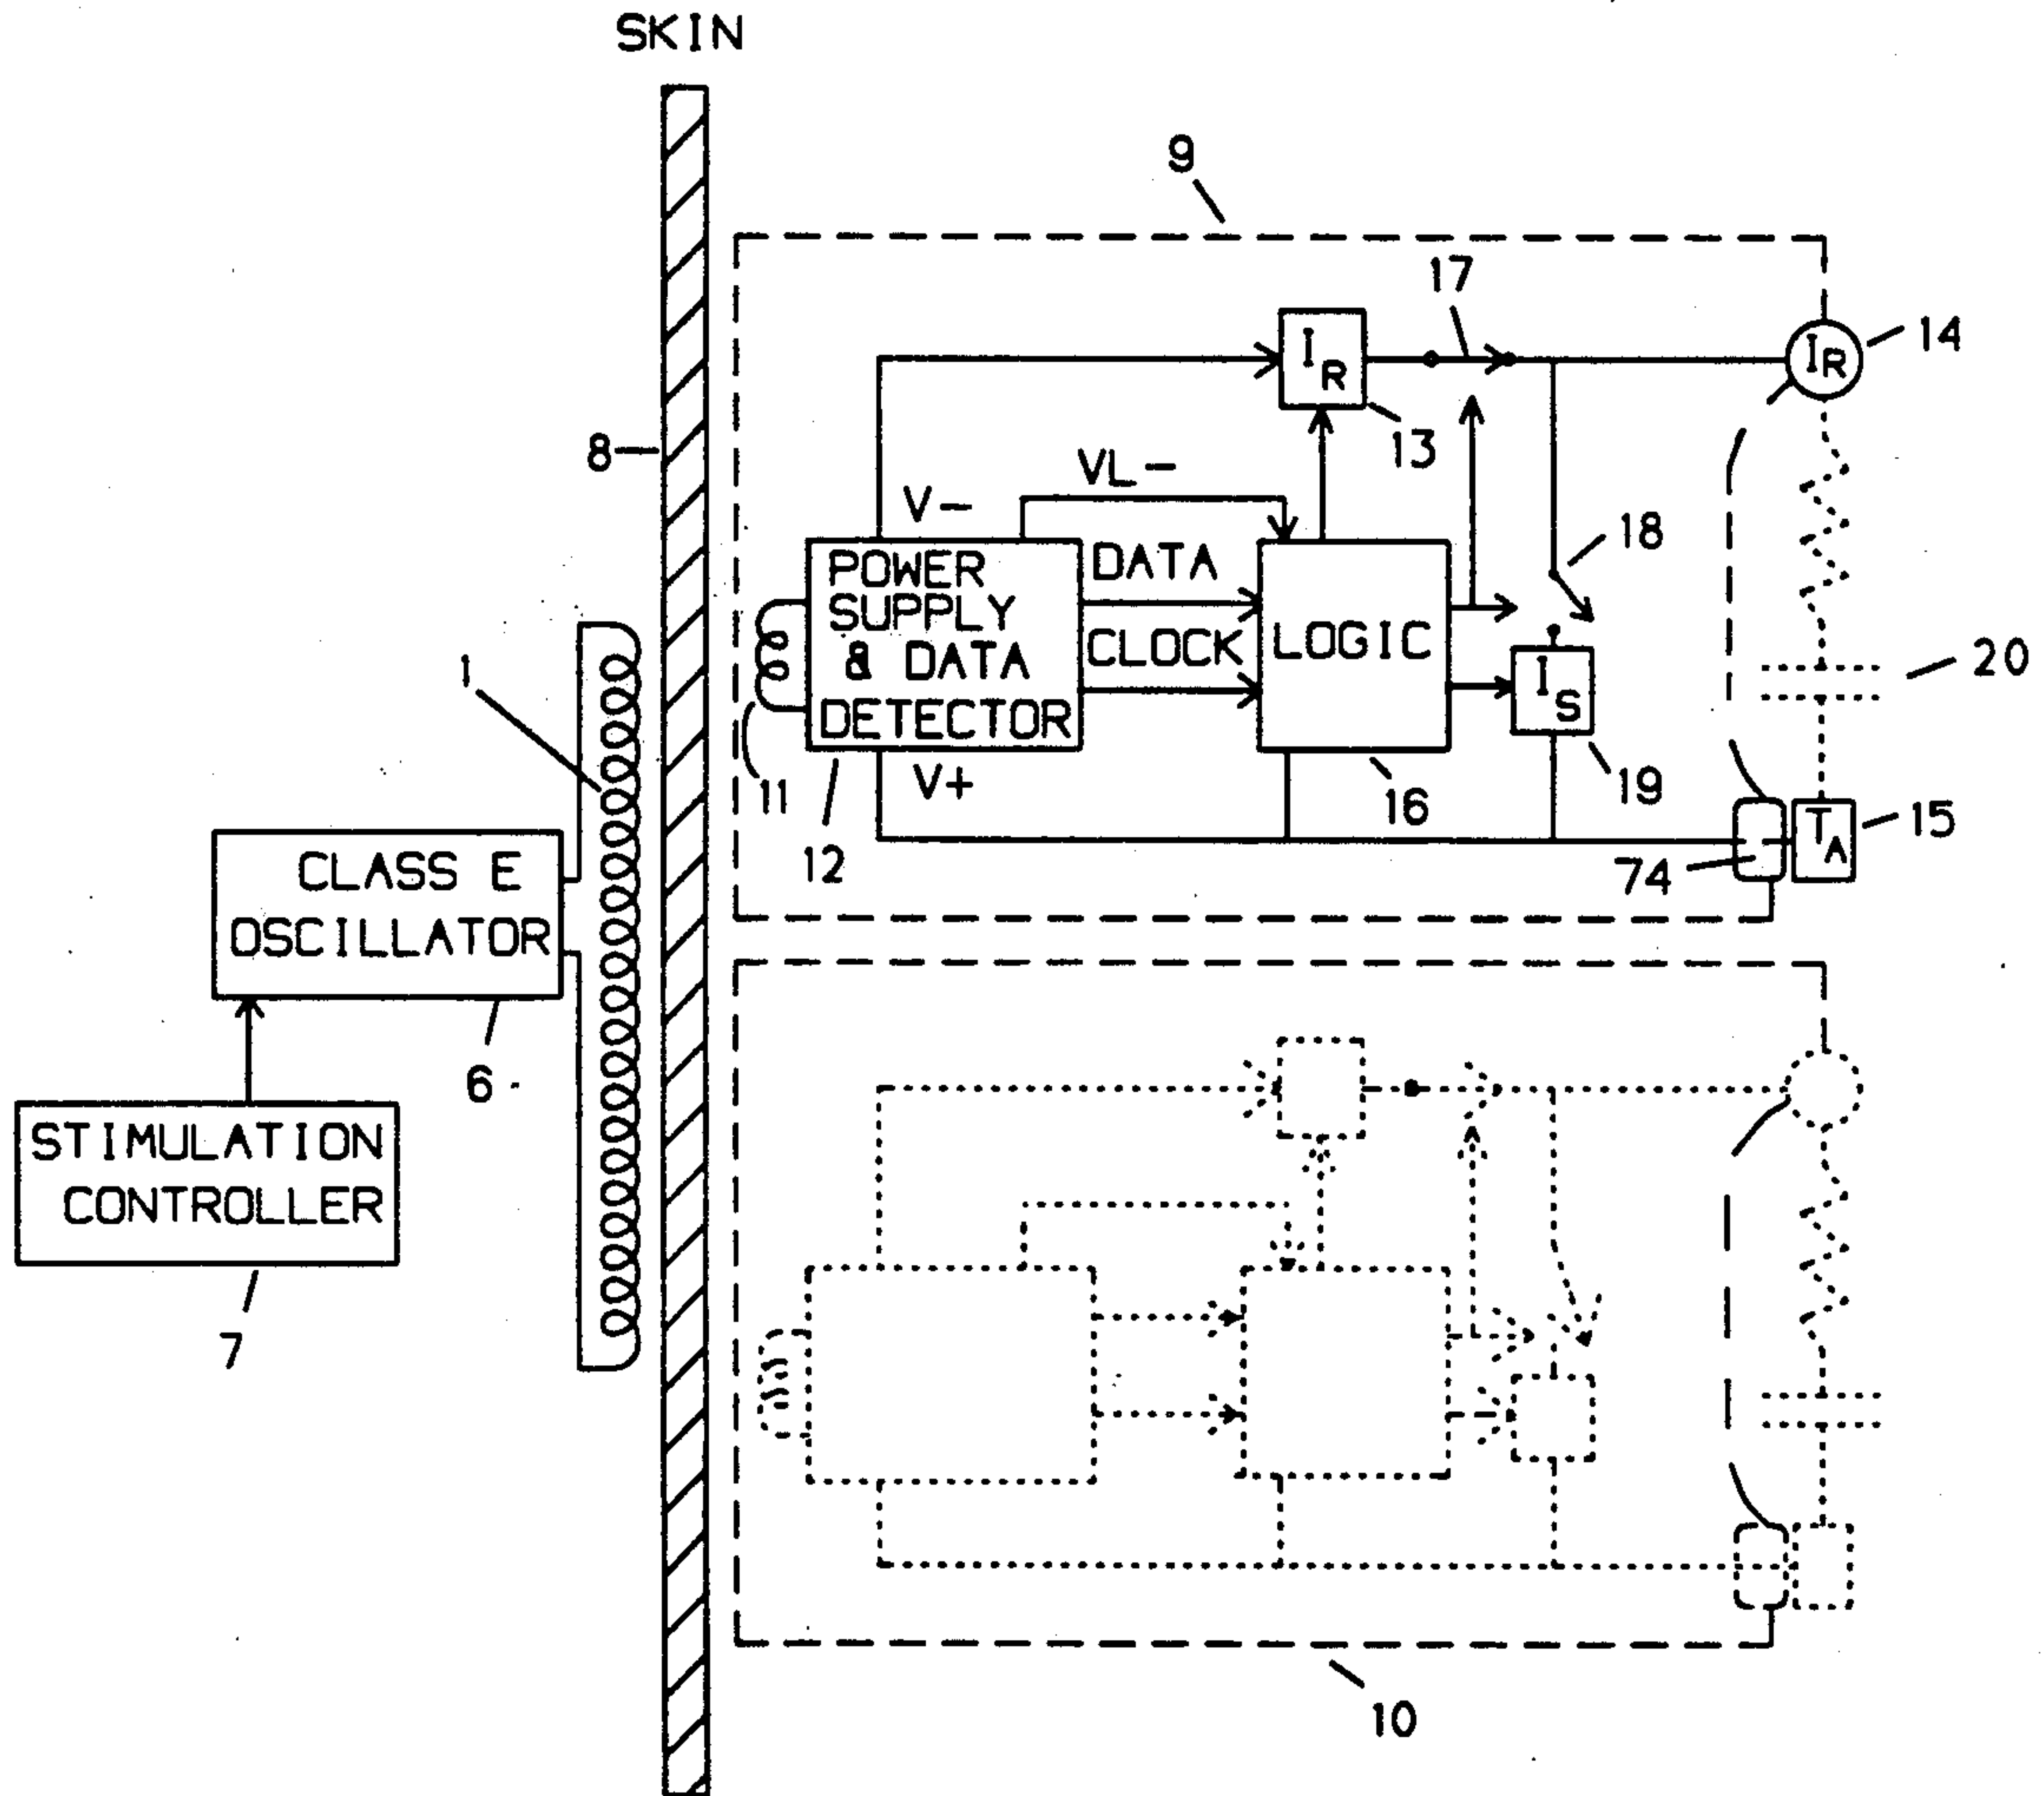 SKIN
9
17
I R
I R
14
13
8
VL-
V-
18
POWER
SUPPLY
& DATA
DETECTOR
DATA
CLOCK
LOGIC
I S
20
1
11
V+
12
16
19
74
T A
15
CLASS E
OSCILLATOR
6
STIMULATION
CONTROLLER
7
10